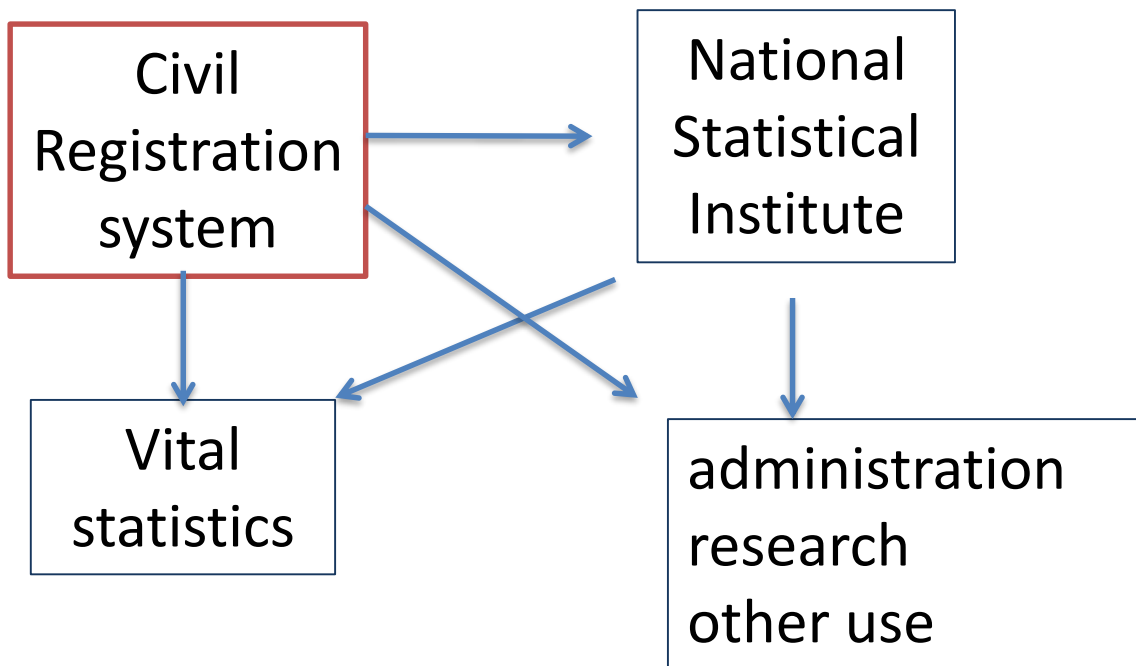 Civil
Registration
system
National
Statistical
Institute
Vital
statistics
administration
research
other use